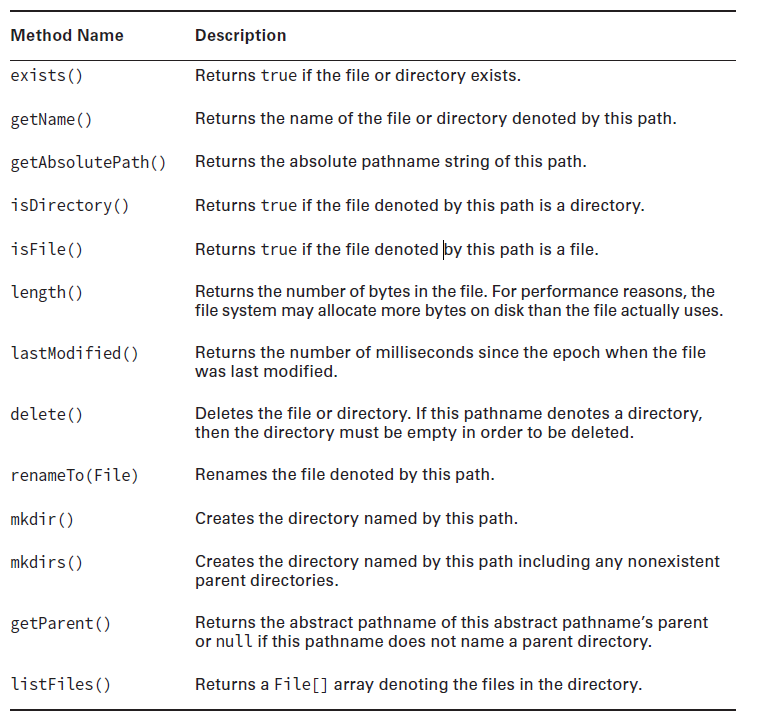 Method Name Description
exists() Returns true if the file or directory exists.
getName() Returns the name of the file or directory denoted by this path.
getAbsolutePath() Returns the absolute pathname string of this path.
isDirectory() Returns true if the file denoted by this path is a directory.
isFile() Returns true if the file denoted by this path is a file.
length() Returns the number of bytes in the file. For performance reasons, the
file system may allocate more bytes on disk than the file actually uses.
lastModified() Returns the number of milliseconds since the epoch when the file
was last modified.
delete() Deletes the file or directory. If this pathname denotes a directory,
then the directory must be empty in order to be deleted.
renameTo(File) Renames the file denoted by this path.
mkdir() Creates the directory named by this path.
mkdirs() Creates the directory named by this path including any nonexistent
parent directories.
getParent() Returns the abstract pathname of this abstract pathname’s parent
or null if this pathname does not name a parent directory.
listFiles() Returns a File[] array denoting the files in the directory.